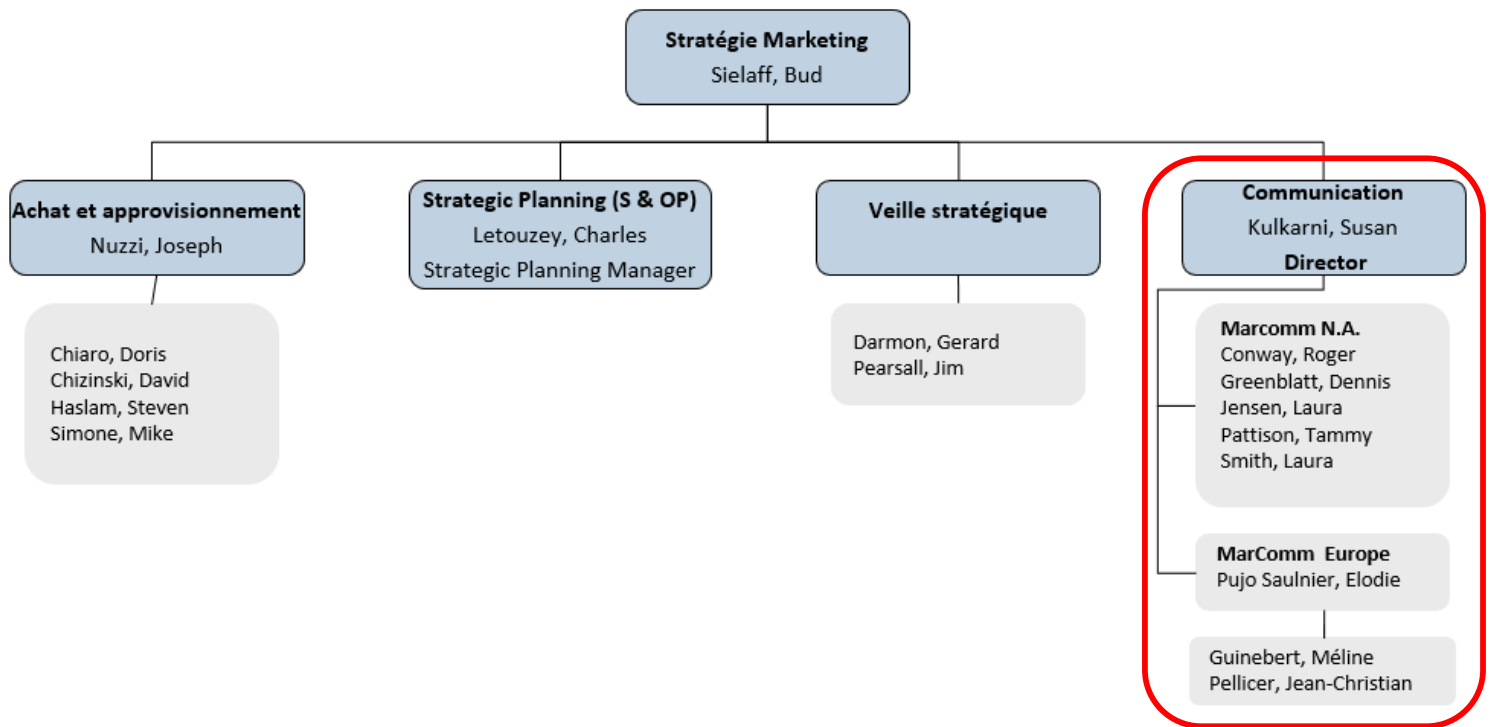 Stratégie Marketing
Sielaff, Bud
Achat et approvisionnement
Nuzzi, Joseph
Strategic Planning (S & OP)
Letouzey, Charles
Strategic Planning Manager
Veille stratégique
Communication
Kulkarni, Susan
Director
Chiaro, Doris
Chizinski, David
Haslam, Steven
Simone, Mike
Darmon, Gerard
Pearsall, Jim
Marcomm N.A.
Conway, Roger
Greenblatt, Dennis
Jensen, Laura
Pattison, Tammy
Smith, Laura
MarComm Europe
Pujo Saulnier, Elodie
Guinebert, Méline
Pellicer, Jean-Christian